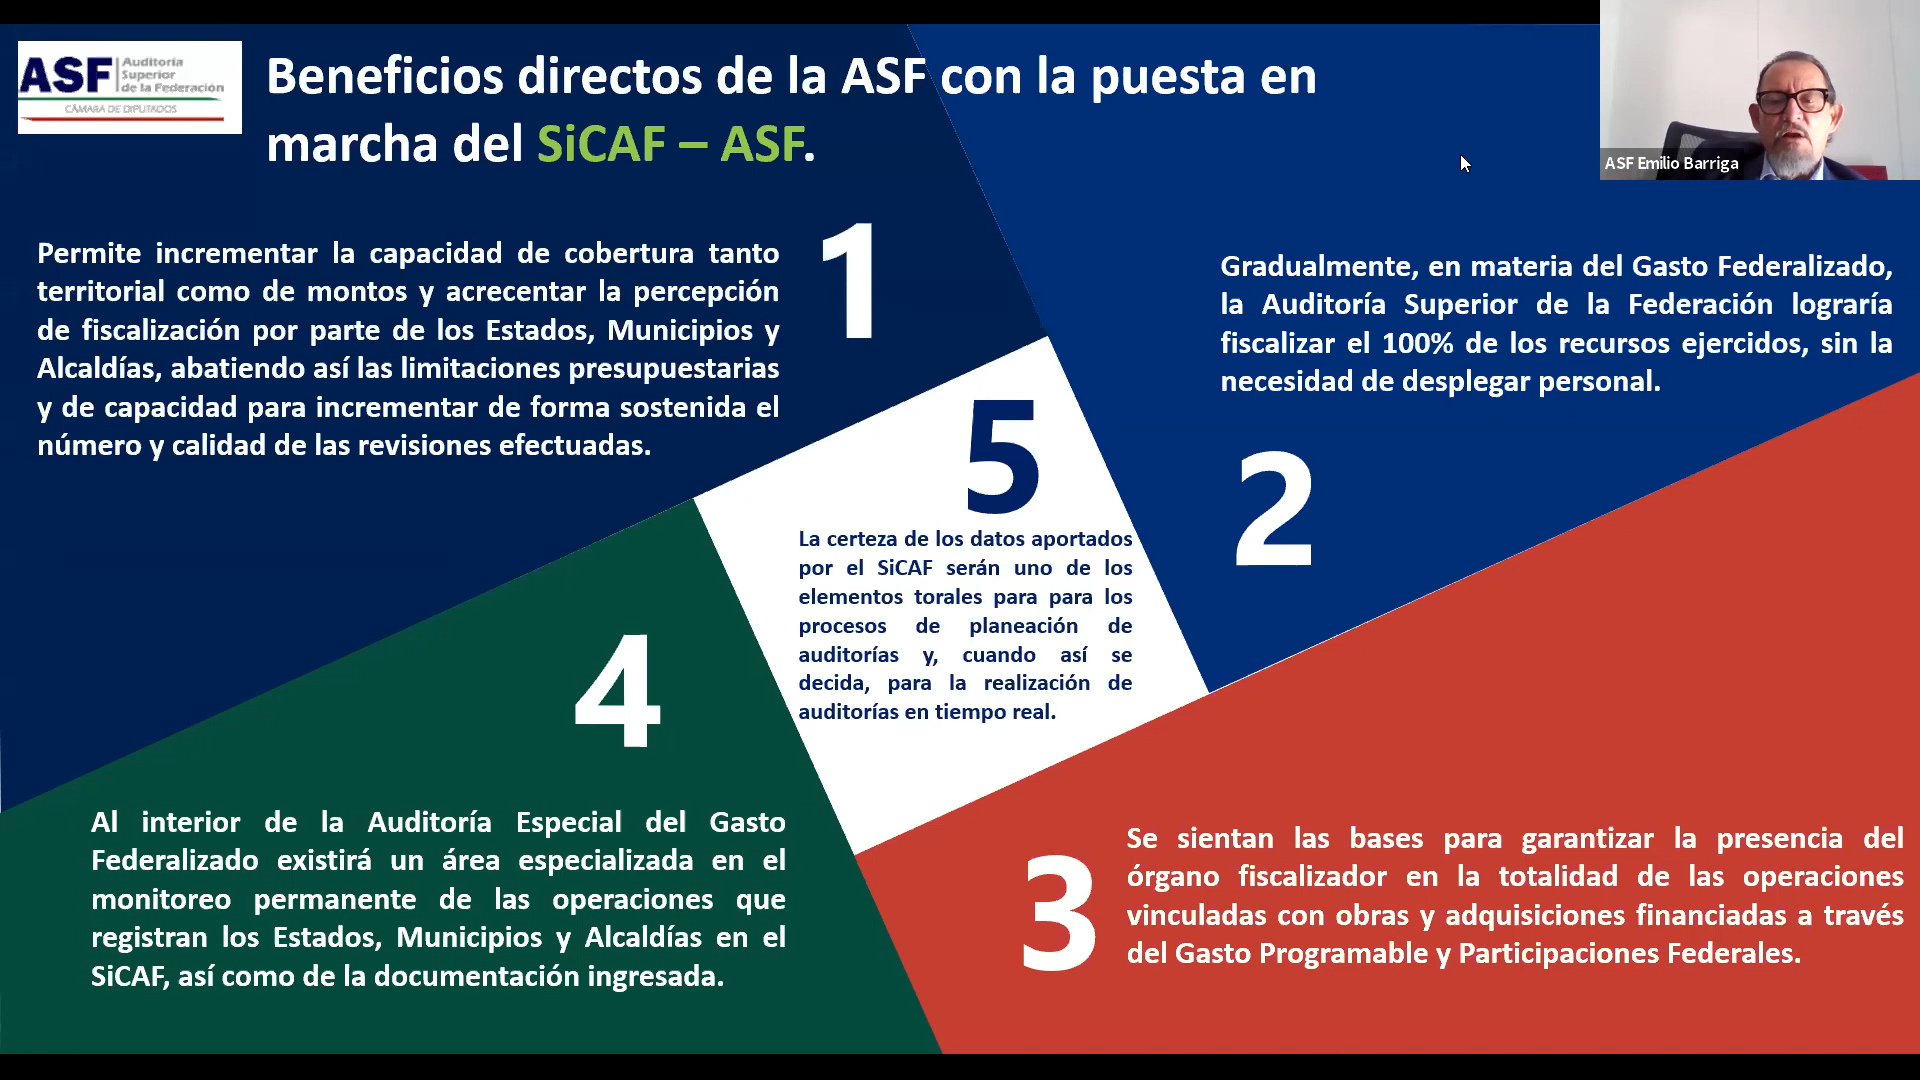 ASF Auditoría
Superior
de la Federación
CÁMARA DE DIPUTADOS
Beneficios directos de la ASF con la puesta en
marcha del SiCAF – ASF.
ASF Emilio Barriga
1
Permite incrementar la capacidad de cobertura tanto
territorial como de montos y acrecentar la percepción
de fiscalización por parte de los Estados, Municipios y
Alcaldías, abatiendo así las limitaciones presupuestarias
y de capacidad para incrementar de forma sostenida el
número y calidad de las revisiones efectuadas.
Gradualmente, en materia del Gasto Federalizado,
la Auditoría Superior de la Federación lograría
fiscalizar el 100% de los recursos ejercidos, sin la
necesidad de desplegar personal.
2
5
La certeza de los datos aportados
por el SiCAF serán uno de los
elementos torales para para los
procesos de planeación de
auditorías y, cuando así se
decida, para la realización de
auditorías en tiempo real.
4
Al interior de la Auditoría Especial del Gasto
Federalizado existirá un área especializada en el
monitoreo permanente de las operaciones que
registran los Estados, Municipios y Alcaldías en el
SiCAF, así como de la documentación ingresada.
3
Se sientan las bases para garantizar la presencia del
órgano fiscalizador en la totalidad de las operaciones
vinculadas con obras y adquisiciones financiadas a través
del Gasto Programable y Participaciones Federales.